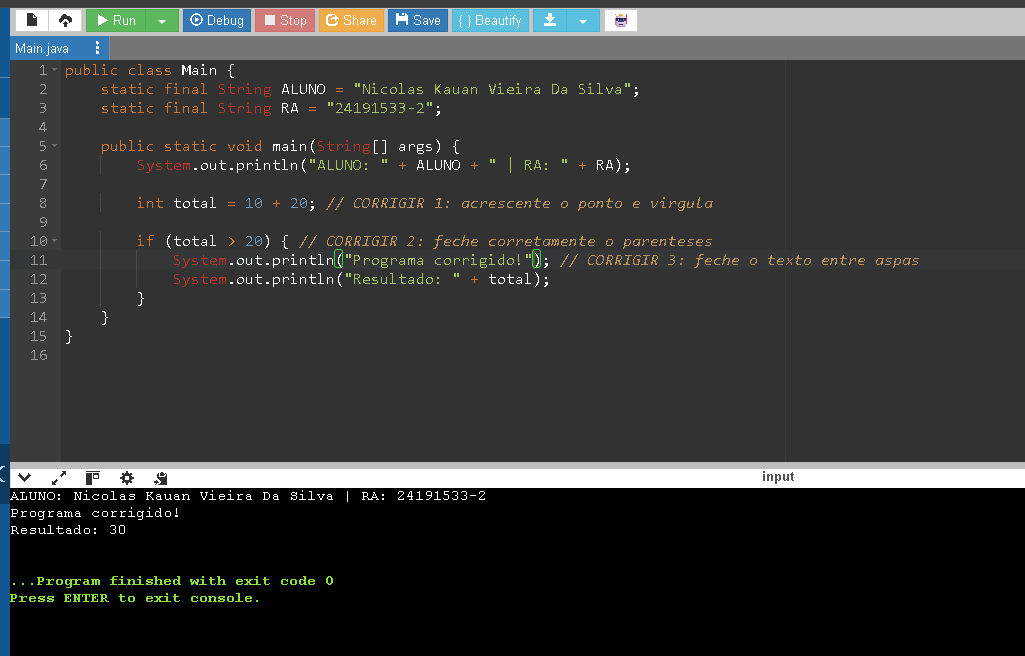 Run Debug Stop Share Save { } Beautify
Main.java
1 public class Main {
2 static final String ALUNO = "Nicolas Kauan Vieira Da Silva";
3 static final String RA = "24191533-2";
4
5 public static void main(String[] args) {
6 System.out.println("ALUNO: " + ALUNO + " | RA: " + RA);
7
8 int total = 10 + 20; // CORRIGIR 1: acrescente o ponto e virgula
9
10 if (total > 20) { // CORRIGIR 2: feche corretamente o parenteses
11 System.out.println("Programa corrigido!"); // CORRIGIR 3: feche o texto entre aspas
12 System.out.println("Resultado: " + total);
13 }
14 }
15 }
16
input
ALUNO: Nicolas Kauan Vieira Da Silva | RA: 24191533-2
Programa corrigido!
Resultado: 30
...Program finished with exit code 0
Press ENTER to exit console.